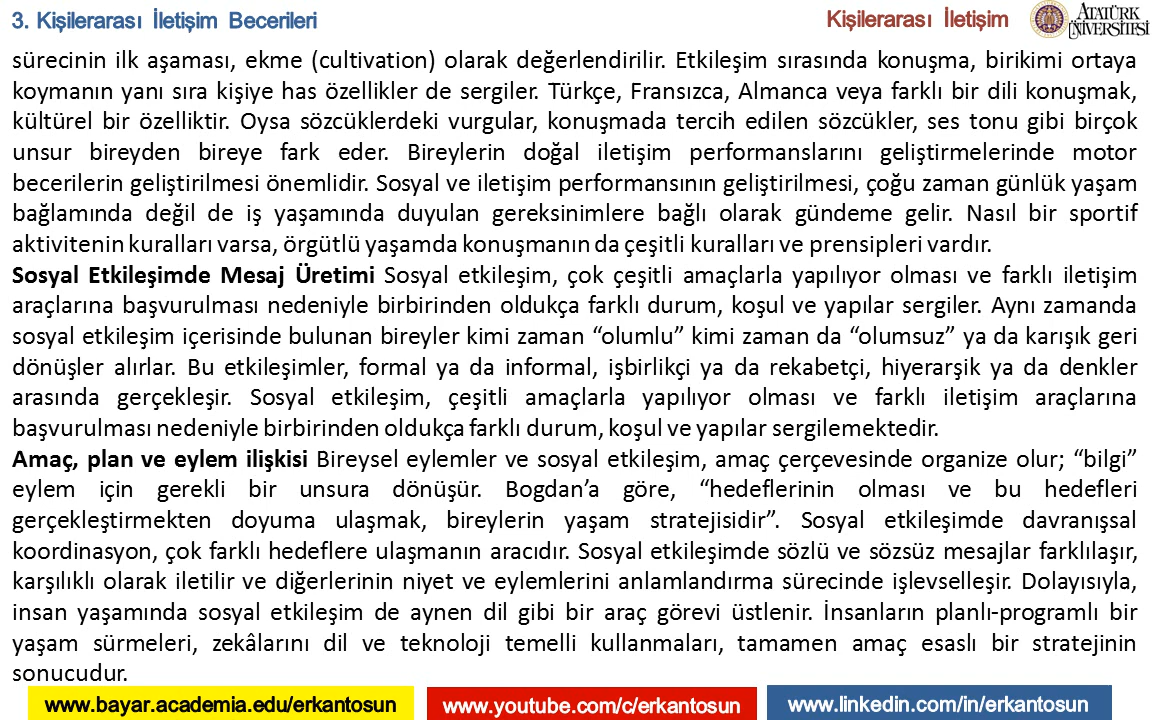 3. Kişilerarası İletişim Becerileri
Kişilerarası İletişim
ATATÜRK
ÜNİVERSİTESİ
sürecinin ilk aşaması, ekme (cultivation) olarak değerlendirilir. Etkileşim sırasında konuşma, birikimi ortaya
koymanın yanı sıra kişiye has özellikler de sergiler. Türkçe, Fransızca, Almanca veya farklı bir dili konuşmak,
kültürel bir özelliktir. Oysa sözcüklerdeki vurgular, konuşmada tercih edilen sözcükler, ses tonu gibi birçok
unsur bireyden bireye fark eder. Bireylerin doğal iletişim performanslarını geliştirmelerinde motor
becerilerin geliştirilmesi önemlidir. Sosyal ve iletişim performansının geliştirilmesi, çoğu zaman günlük yaşam
bağlamında değil de iş yaşamında duyulan gereksinimlere bağlı olarak gündeme gelir. Nasıl bir sportif
aktivitenin kuralları varsa, örgütlü yaşamda konuşmanın da çeşitli kuralları ve prensipleri vardır.
Sosyal Etkileşimde Mesaj Üretimi Sosyal etkileşim, çok çeşitli amaçlarla yapılıyor olması ve farklı iletişim
araçlarına başvurulması nedeniyle birbirinden oldukça farklı durum, koşul ve yapılar sergiler. Aynı zamanda
sosyal etkileşim içerisinde bulunan bireyler kimi zaman “olumlu” kimi zaman da “olumsuz” ya da karışık geri
dönüşler alırlar. Bu etkileşimler, formal ya da informal, işbirlikçi ya da rekabetçi, hiyerarşik ya da denkler
arasında gerçekleşir. Sosyal etkileşim, çeşitli amaçlarla yapılıyor olması ve farklı iletişim araçlarına
başvurulması nedeniyle birbirinden oldukça farklı durum, koşul ve yapılar sergilemektedir.
Amaç, plan ve eylem ilişkisi Bireysel eylemler ve sosyal etkileşim, amaç çerçevesinde organize olur; “bilgi”
eylem için gerekli bir unsura dönüşür. Bogdan’a göre, “hedeflerinin olması ve bu hedefleri
gerçekleştirmekten doyuma ulaşmak, bireylerin yaşam stratejisidir”. Sosyal etkileşimde davranışsal
koordinasyon, çok farklı hedeflere ulaşmanın aracıdır. Sosyal etkileşimde sözlü ve sözsüz mesajlar farklılaşır,
karşılıklı olarak iletilir ve diğerlerinin niyet ve eylemlerini anlamlandırma sürecinde işlevselleşir. Dolayısıyla,
insan yaşamında sosyal etkileşim de aynen dil gibi bir araç görevi üstlenir. İnsanların planlı-programlı bir
yaşam sürmeleri, zekâlarını dil ve teknoloji temelli kullanmaları, tamamen amaç esaslı bir stratejinin
sonucudur.
www.bayar.academia.edu/erkantosun
www.youtube.com/c/erkantosun
www.linkedin.com/in/erkantosun